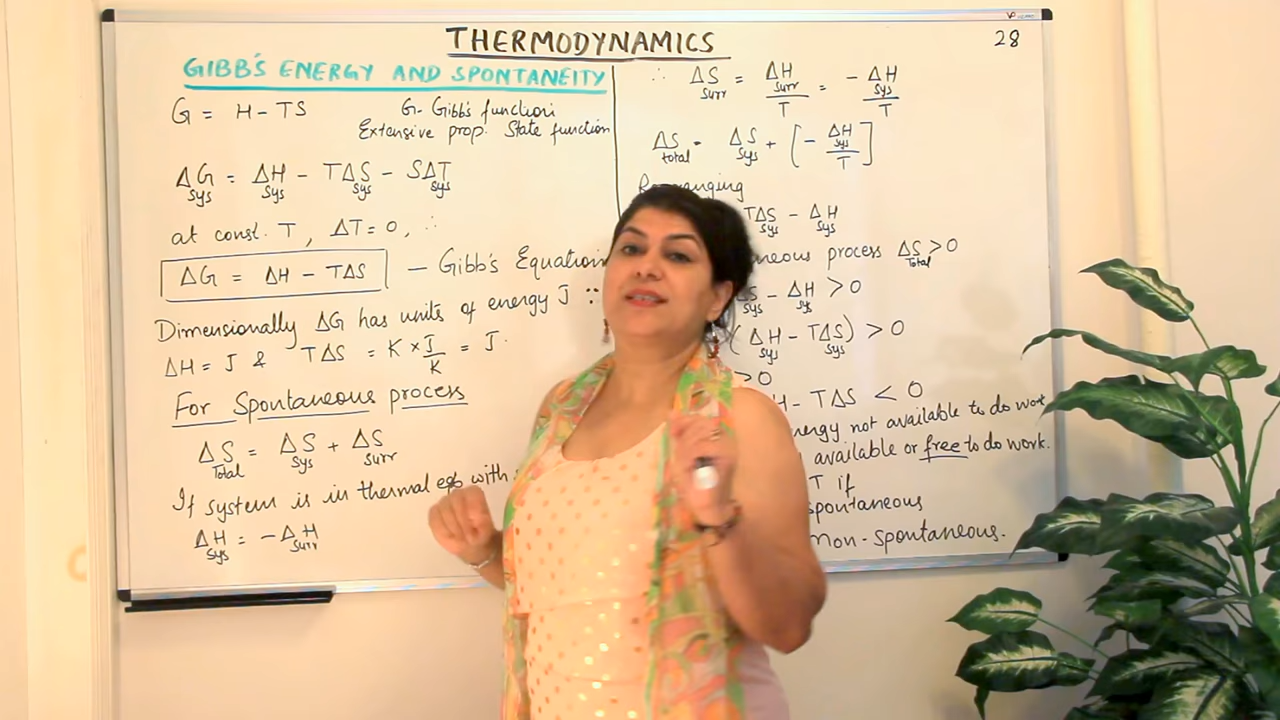 THERMODYNAMICS
28
GIBB'S ENERGY AND SPONTANEITY
G = H - TS
G - Gibb's function
Extensive prop. State function
ΔG sys = ΔH sys - TΔS sys - SΔT sys
at const. T, ΔT = 0, ∴
ΔG = ΔH - TΔS - Gibb's Equation
Dimensionally ΔG has units of energy J ∵
ΔH = J & TΔS = K × J/K = J.
For Spontaneous process
ΔS Total = ΔS sys + ΔS surr
If system is in thermal eqb with
ΔH sys = - ΔH surr
∴ ΔS surr = ΔH surr / T = - ΔH sys / T
ΔS total = ΔS sys + [- ΔH sys / T]
Rearranging
TΔS sys - ΔH sys
process ΔS Total > 0
- ΔH sys > 0
(ΔH sys - TΔS sys) > 0
> 0
- TΔS < 0
not available to do work
available or free to do work.
T if
spontaneous
Non-spontaneous.